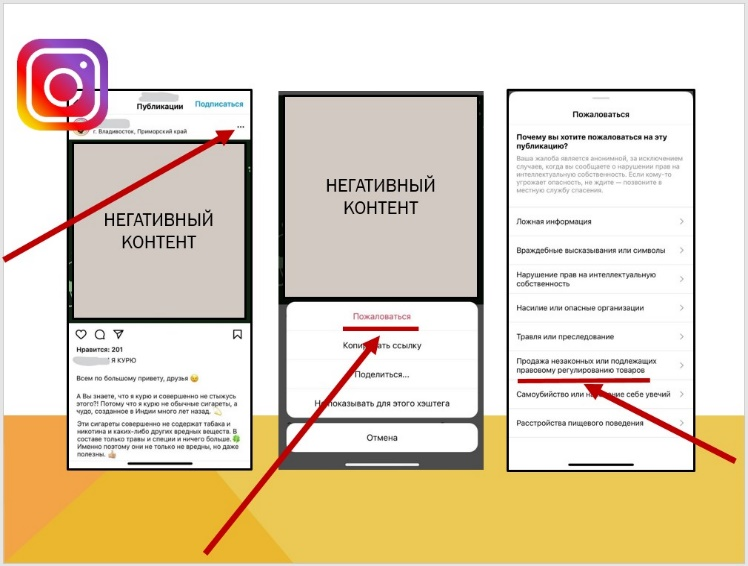 Публикации
Подписаться
г. Владивосток, Приморский край
НЕГАТИВНЫЙ
КОНТЕНТ
Нравится: 201
Я КУРЮ
Всем по большому привету, друзья
А Вы знаете, что я курю и совершенно не стыжусь
этого?! Потому что я курю не обычные сигареты, а
чудо, созданное в Индии много лет назад.
Эти сигареты совершенно не содержат табака и
никотина и каких-либо других вредных веществ. В
составе только травы и специи и ничего больше.
Именно поэтому они не только не вредны, но даже
полезны.
НЕГАТИВНЫЙ
КОНТЕНТ
Пожаловаться
ссылку
Поделиться...
показывать для этого хэштега
Отмена
Пожаловаться
Почему вы хотите пожаловаться на эту
публикацию?
Ваша жалоба является анонимной, за исключением
случаев, когда вы сообщаете о нарушении прав на
интеллектуальную собственность. Если кому-то
угрожает опасность, не ждите — позвоните в
местную службу спасения.
Ложная информация
Враждебные высказывания или символы
Нарушение прав на интеллектуальную
собственность
Насилие или опасные организации
Травля или преследование
Продажа незаконных или подлежащих
правовому регулированию товаров
Самоубийство или себе увечий
Расстройства пищевого поведения